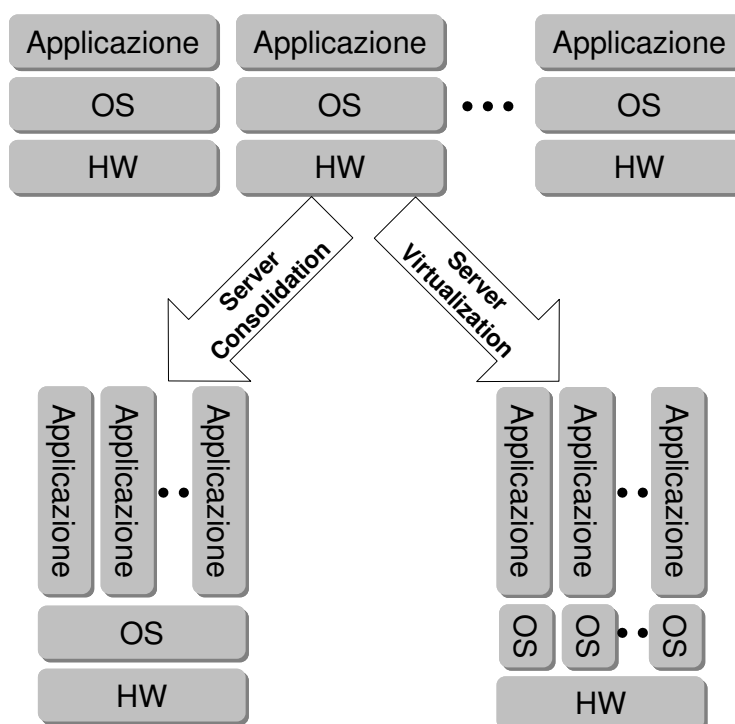 Applicazione Applicazione Applicazione
OS OS OS
HW HW HW
Server
Consolidation
Server
Virtualization
Applicazione
Applicazione
Applicazione
OS
HW
Applicazione
Applicazione
Applicazione
OS
OS
OS
HW